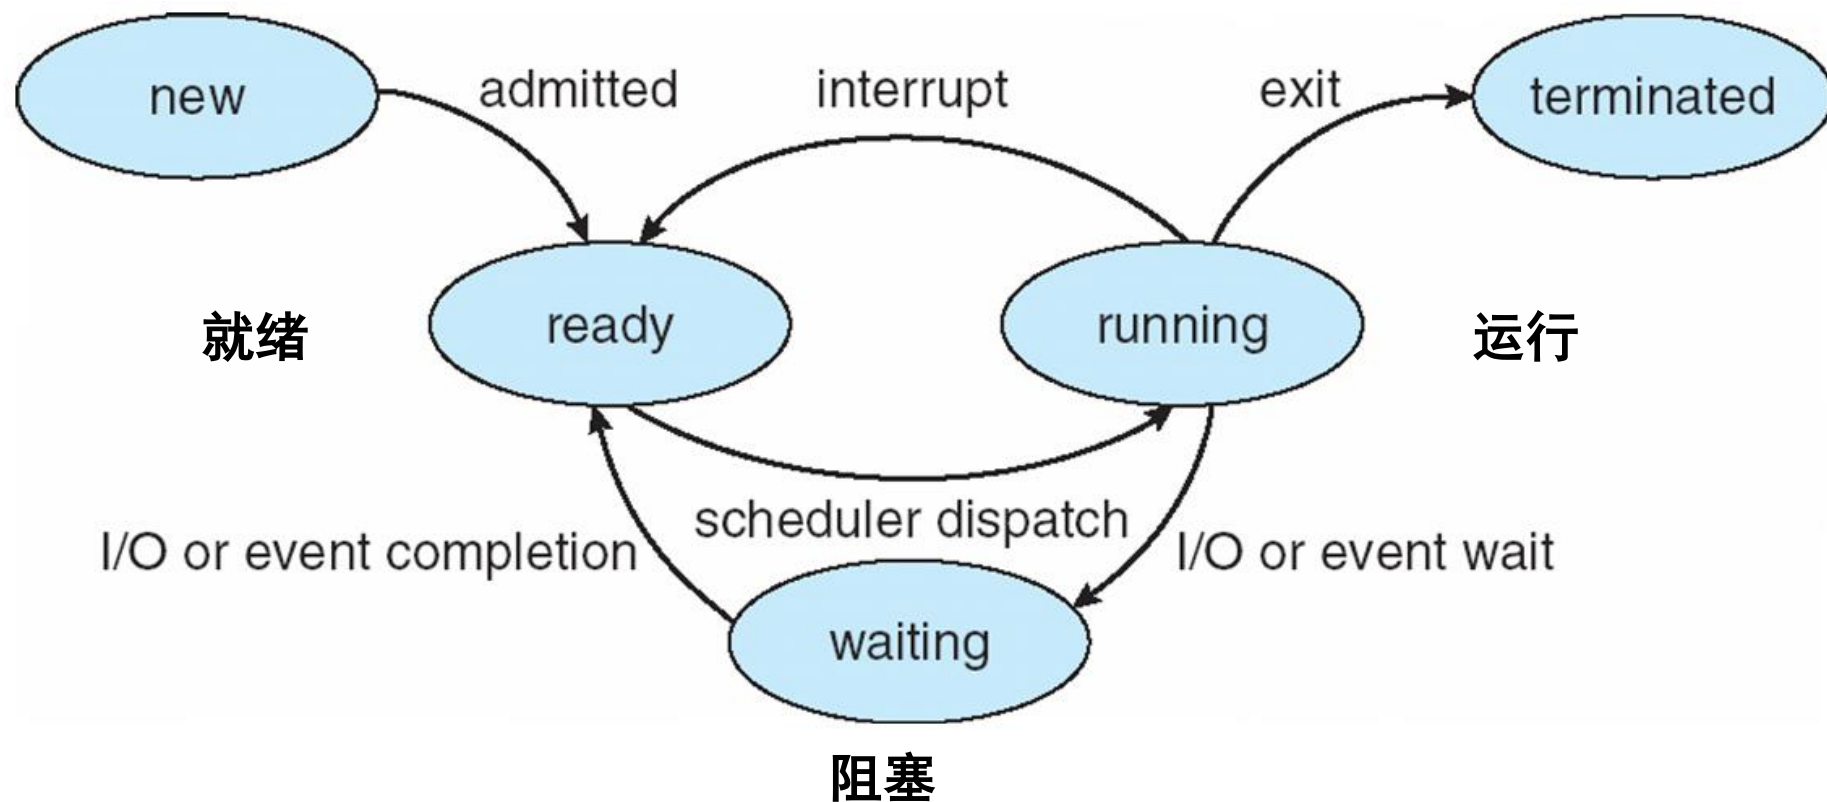 new
admitted
interrupt
exit
terminated
就绪
ready
running
运行
scheduler dispatch
I/O or event completion
I/O or event wait
waiting
阻塞